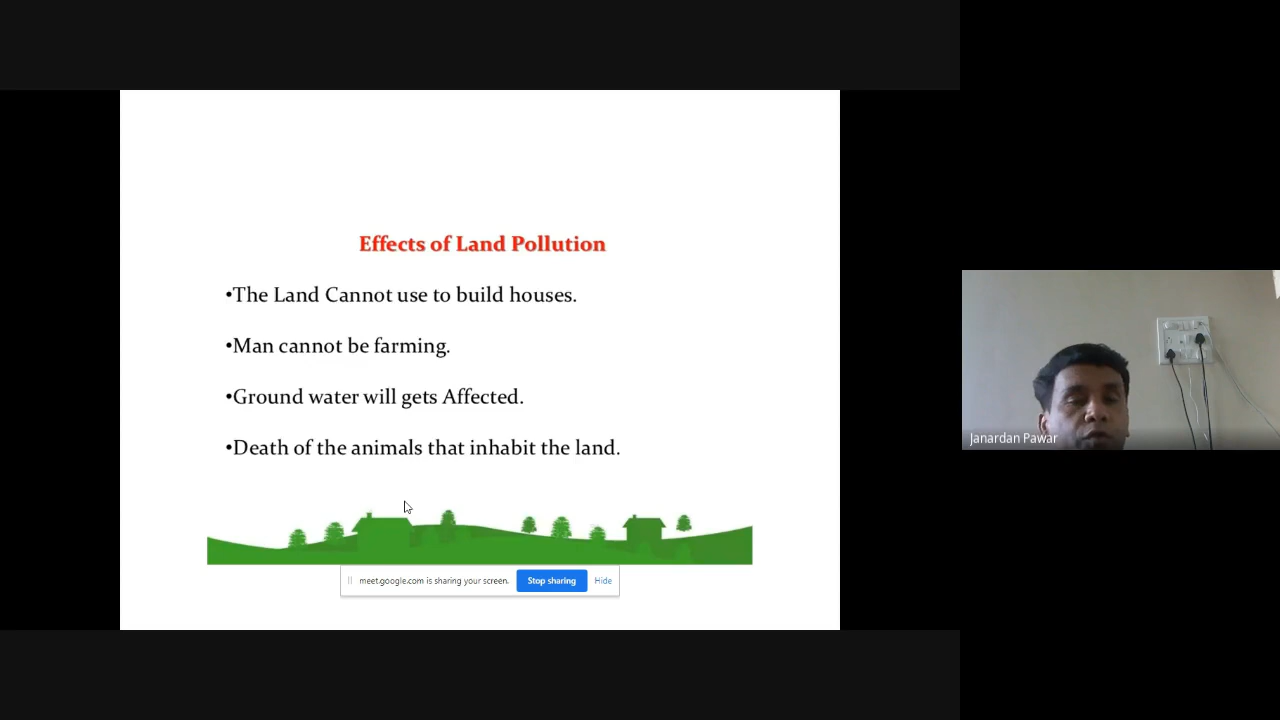 Effects of Land Pollution
•The Land Cannot use to build houses.
•Man cannot be farming.
•Ground water will gets Affected.
•Death of the animals that inhabit the land.
meet.google.com is sharing your screen. Stop sharing Hide
Janardan Pawar